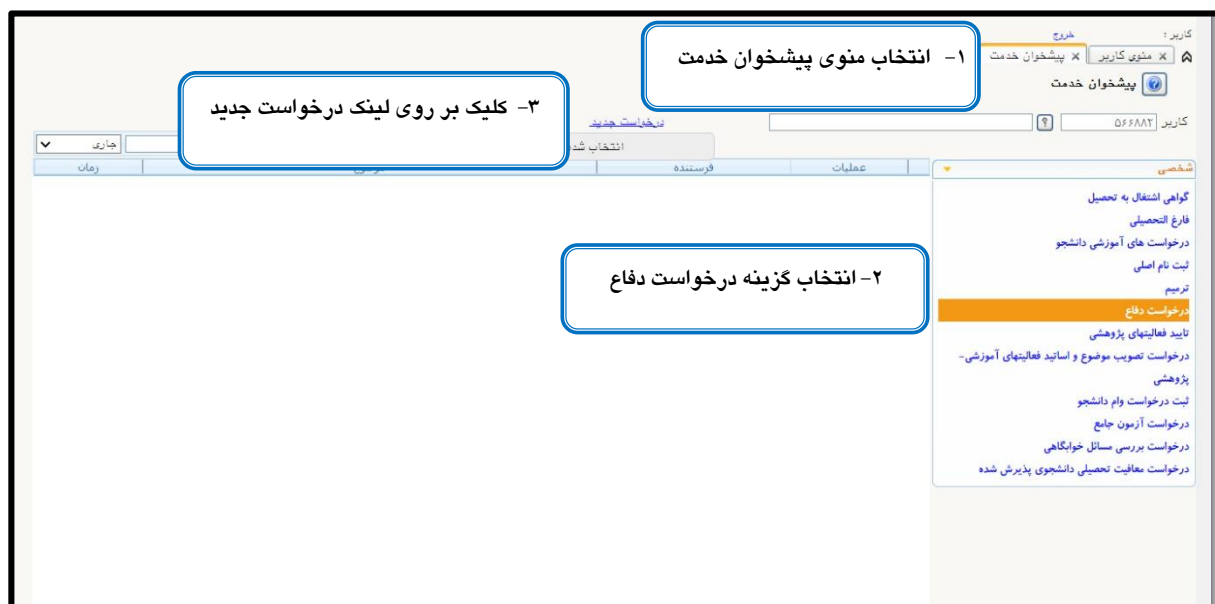 کاربر : خروج
منوی کاربر X پیشخوان خدمت X
پیشخوان خدمت
۱- انتخاب منوی پیشخوان خدمت
۳- کلیک بر روی لینک درخواست جدید
کاربر ۵۶۶۸۸۲ ؟ درخواست جدید
انتخاب شده
جاری
عملیات فرستنده زمان
شخصی
گواهی اشتغال به تحصیل
فارغ التحصیلی
درخواست های آموزشی دانشجو
ثبت نام اصلی
ترمیم
درخواست دفاع
تایید فعالیتهای پژوهشی
درخواست تصویب موضوع و اساتید فعالیتهای آموزشی-
پژوهشی
ثبت درخواست وام دانشجو
درخواست آزمون جامع
درخواست بررسی مسائل خوابگاهی
درخواست معافیت تحصیلی دانشجوی پذیرش شده
۲- انتخاب گزینه درخواست دفاع